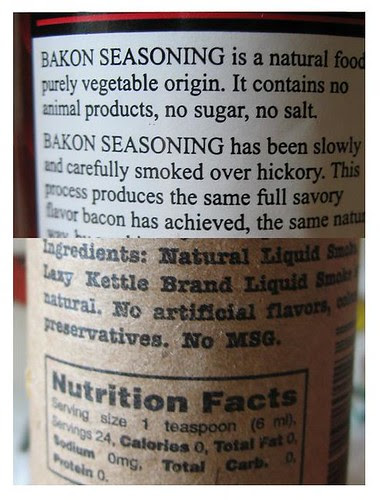 BAKON SEASONING is a natural food
purely vegetable origin. It contains no
animal products, no sugar, no salt.
BAKON SEASONING has been slowly
and carefully smoked over hickory. This
process produces the same full savory
flavor bacon has achieved, the same natur
Ingredients: Natural Liquid Smoke
Lazy Kettle Brand Liquid Smoke
natural. No artificial flavors,
preservatives. No MSG.
Nutrition Facts
Serving size 1 teaspoon (6 ml),
Servings 24, Calories 0, Total Fat 0,
Sodium 0mg, Total Carb. 0,
Protein 0.